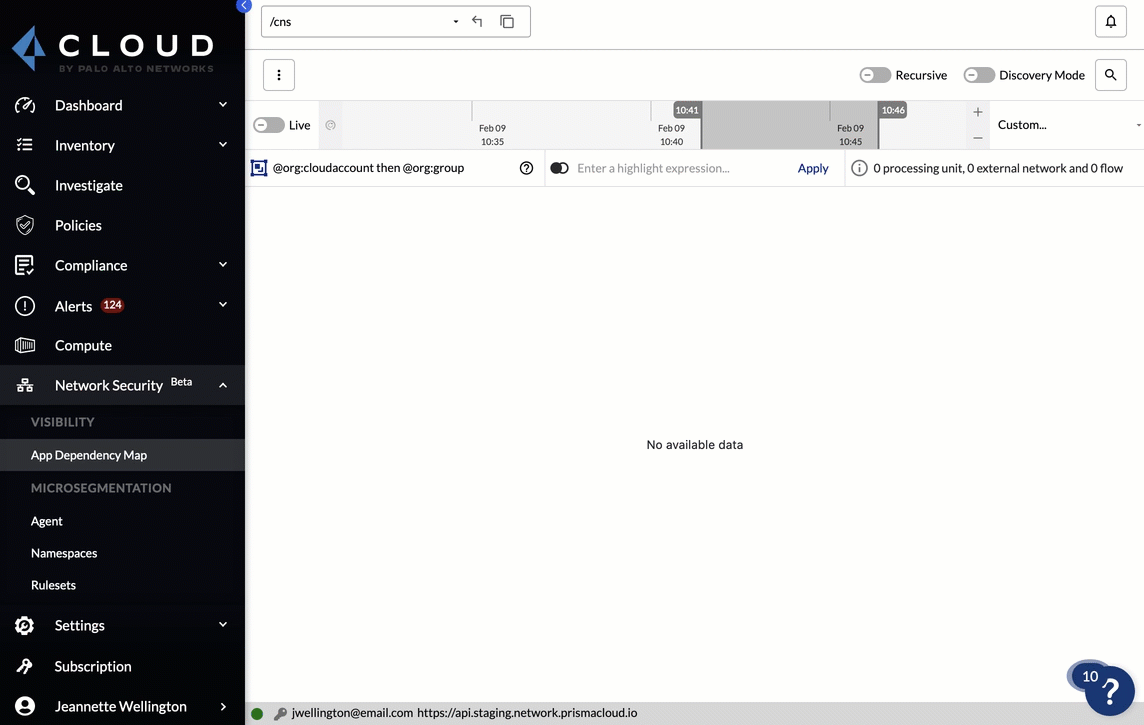 CLOUD
BY PALO ALTO NETWORKS
Dashboard
Inventory
Investigate
Policies
Compliance
Alerts 124
Compute
Network Security Beta
VISIBILITY
App Dependency Map
MICROSEGMENTATION
Agent
Namespaces
Rulesets
Settings
Subscription
Jeannette Wellington
/cns
Recursive
Discovery Mode
Live
Feb 09
10:35
Feb 09
10:40
10:41
Feb 09
10:45
10:46
+
−
Custom...
@org:cloudaccount then @org:group
?
Enter a highlight expression...
Apply
0 processing unit, 0 external network and 0 flow
No available data
10
?
jwellington@email.com https://api.staging.network.prismacloud.io